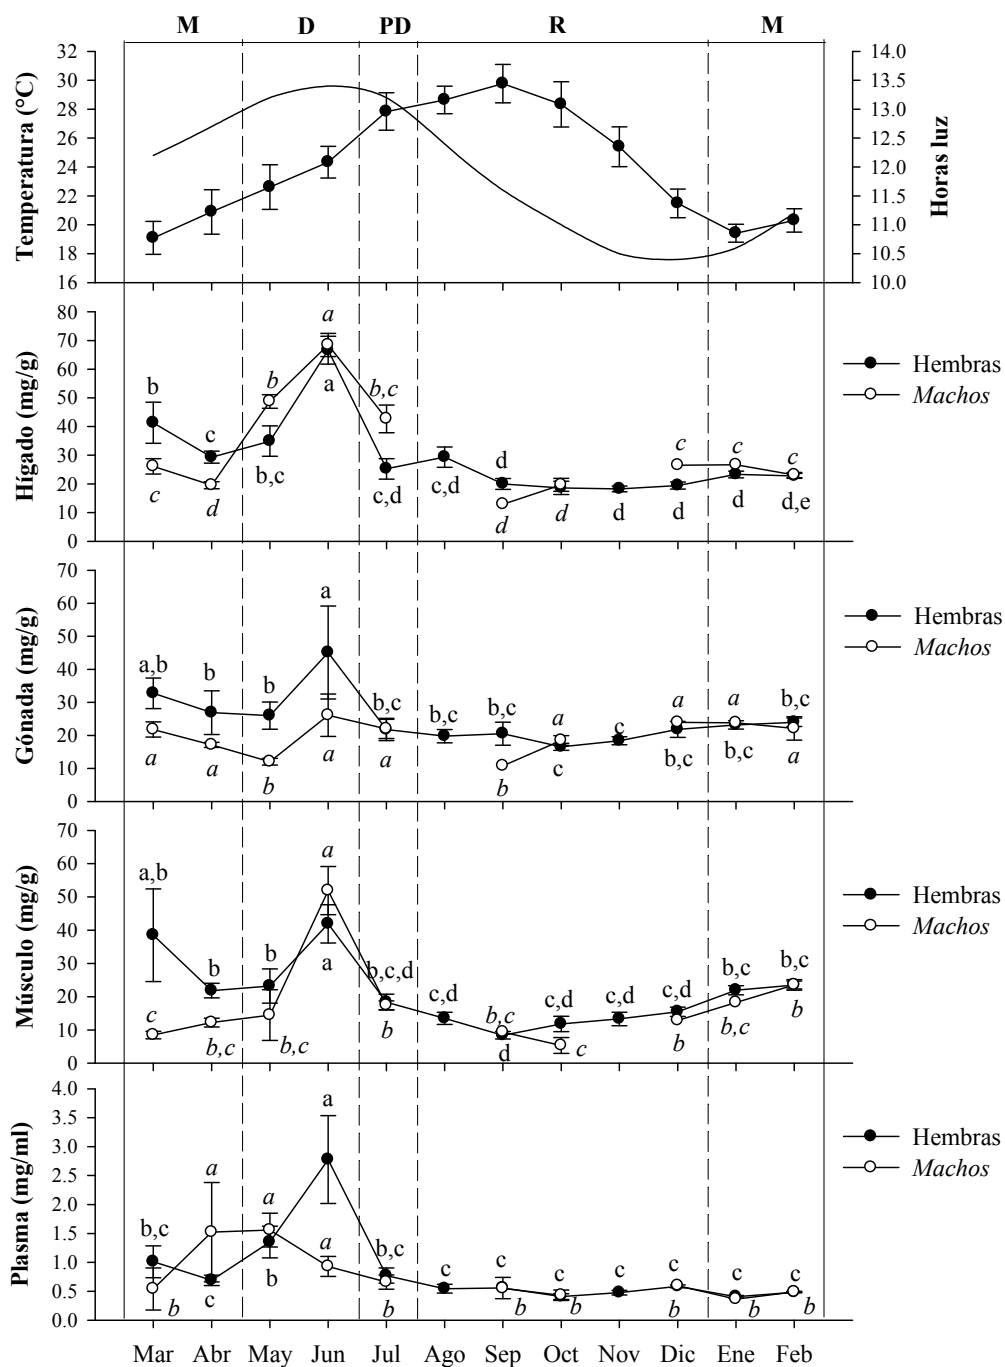 M D PD R M
Temperatura (°C)
32
30
28
26
24
22
20
18
16
14.0
13.5
13.0
12.5
12.0
11.5
11.0
10.5
10.0
Horas luz
Hígado (mg/g)
80
70
60
50
40
30
20
10
0
a
b b b,c
c
a
b,c c,d c,d
c d
d
d d d d d,e
c c c
Hembras
Machos
Gónada (mg/g)
70
60
50
40
30
20
10
0
a
a,b b b
b,c b,c b,c a c a a b,c
a a b a a b c b,c b,c a
Hembras
Machos
Músculo (mg/g)
70
60
50
40
30
20
10
0
a
a,b
b b b,c,d c,d b,c c,d c,d c,d b,c b,c
a
c b,c b,c b d c b b,c b
Hembras
Machos
Plasma (mg/ml)
4.0
3.5
3.0
2.5
2.0
1.5
1.0
0.5
0.0
a
a a
b,c a b,c c c c c c c c
b c b b b b b b b
Hembras
Machos
Mar Abr May Jun Jul Ago Sep Oct Nov Dic Ene Feb